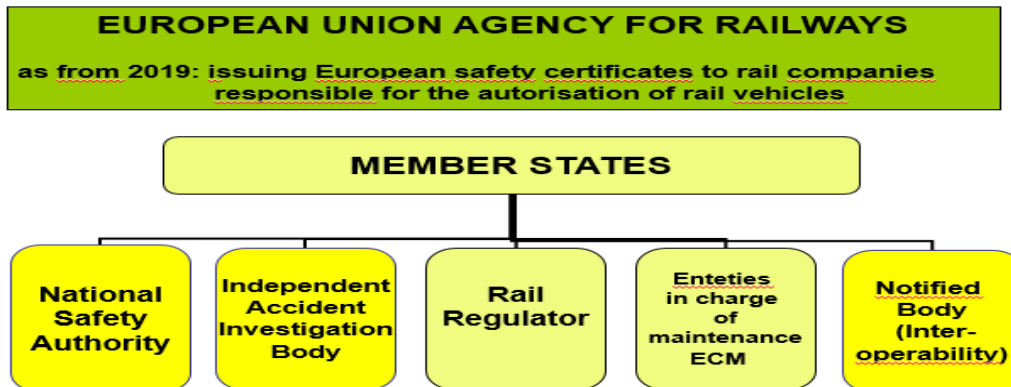 EUROPEAN UNION AGENCY FOR RAILWAYS
as from 2019: issuing European safety certificates to rail companies
responsible for the autorisation of rail vehicles
MEMBER STATES
National
Safety
Authority
Independent
Accident
Investigation
Body
Rail
Regulator
Enteties
in charge
of
maintenance
ECM
Notified
Body
(Inter-
operability)